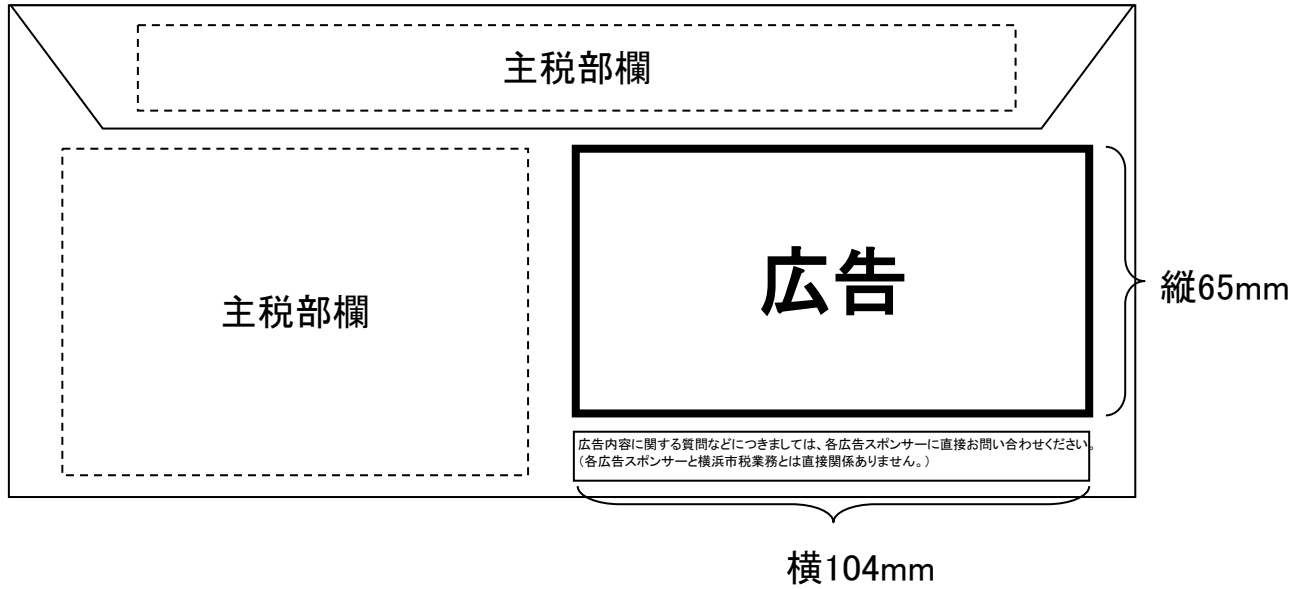 主税部欄
主税部欄
広告
縦65mm
広告内容に関する質問などにつきましては、各広告スポンサーに直接お問い合わせください。
（各広告スポンサーと横浜市税業務とは直接関係ありません。）
横104mm